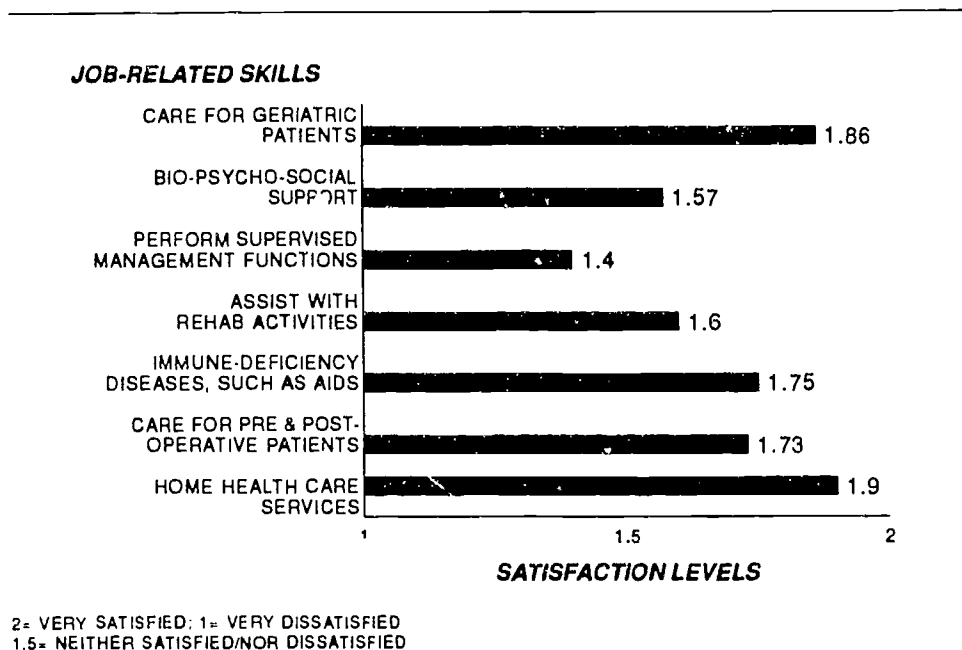 JOB-RELATED SKILLS
CARE FOR GERIATRIC
PATIENTS
1.86
BIO-PSYCHO-SOCIAL
SUPPORT
1.57
PERFORM SUPERVISED
MANAGEMENT FUNCTIONS
1.4
ASSIST WITH
REHAB ACTIVITIES
1.6
IMMUNE-DEFICIENCY
DISEASES, SUCH AS AIDS
1.75
CARE FOR PRE & POST-
OPERATIVE PATIENTS
1.73
HOME HEALTH CARE
SERVICES
1.9
1
1.5
2
SATISFACTION LEVELS
2= VERY SATISFIED; 1= VERY DISSATISFIED
1.5= NEITHER SATISFIED/NOR DISSATISFIED